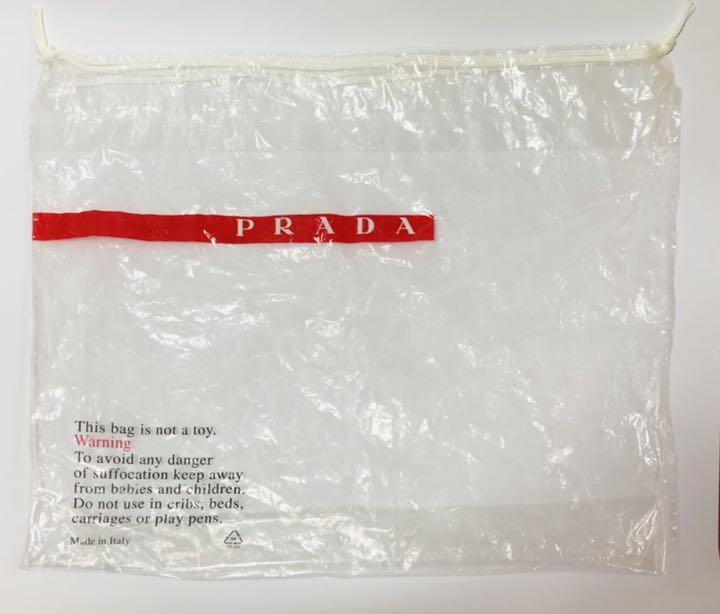 PRADA
This bag is not a toy.
Warning
To avoid any danger
of suffocation keep away
from babies and children.
Do not use in cribs, beds,
carriages or play pens.
Made in Italy